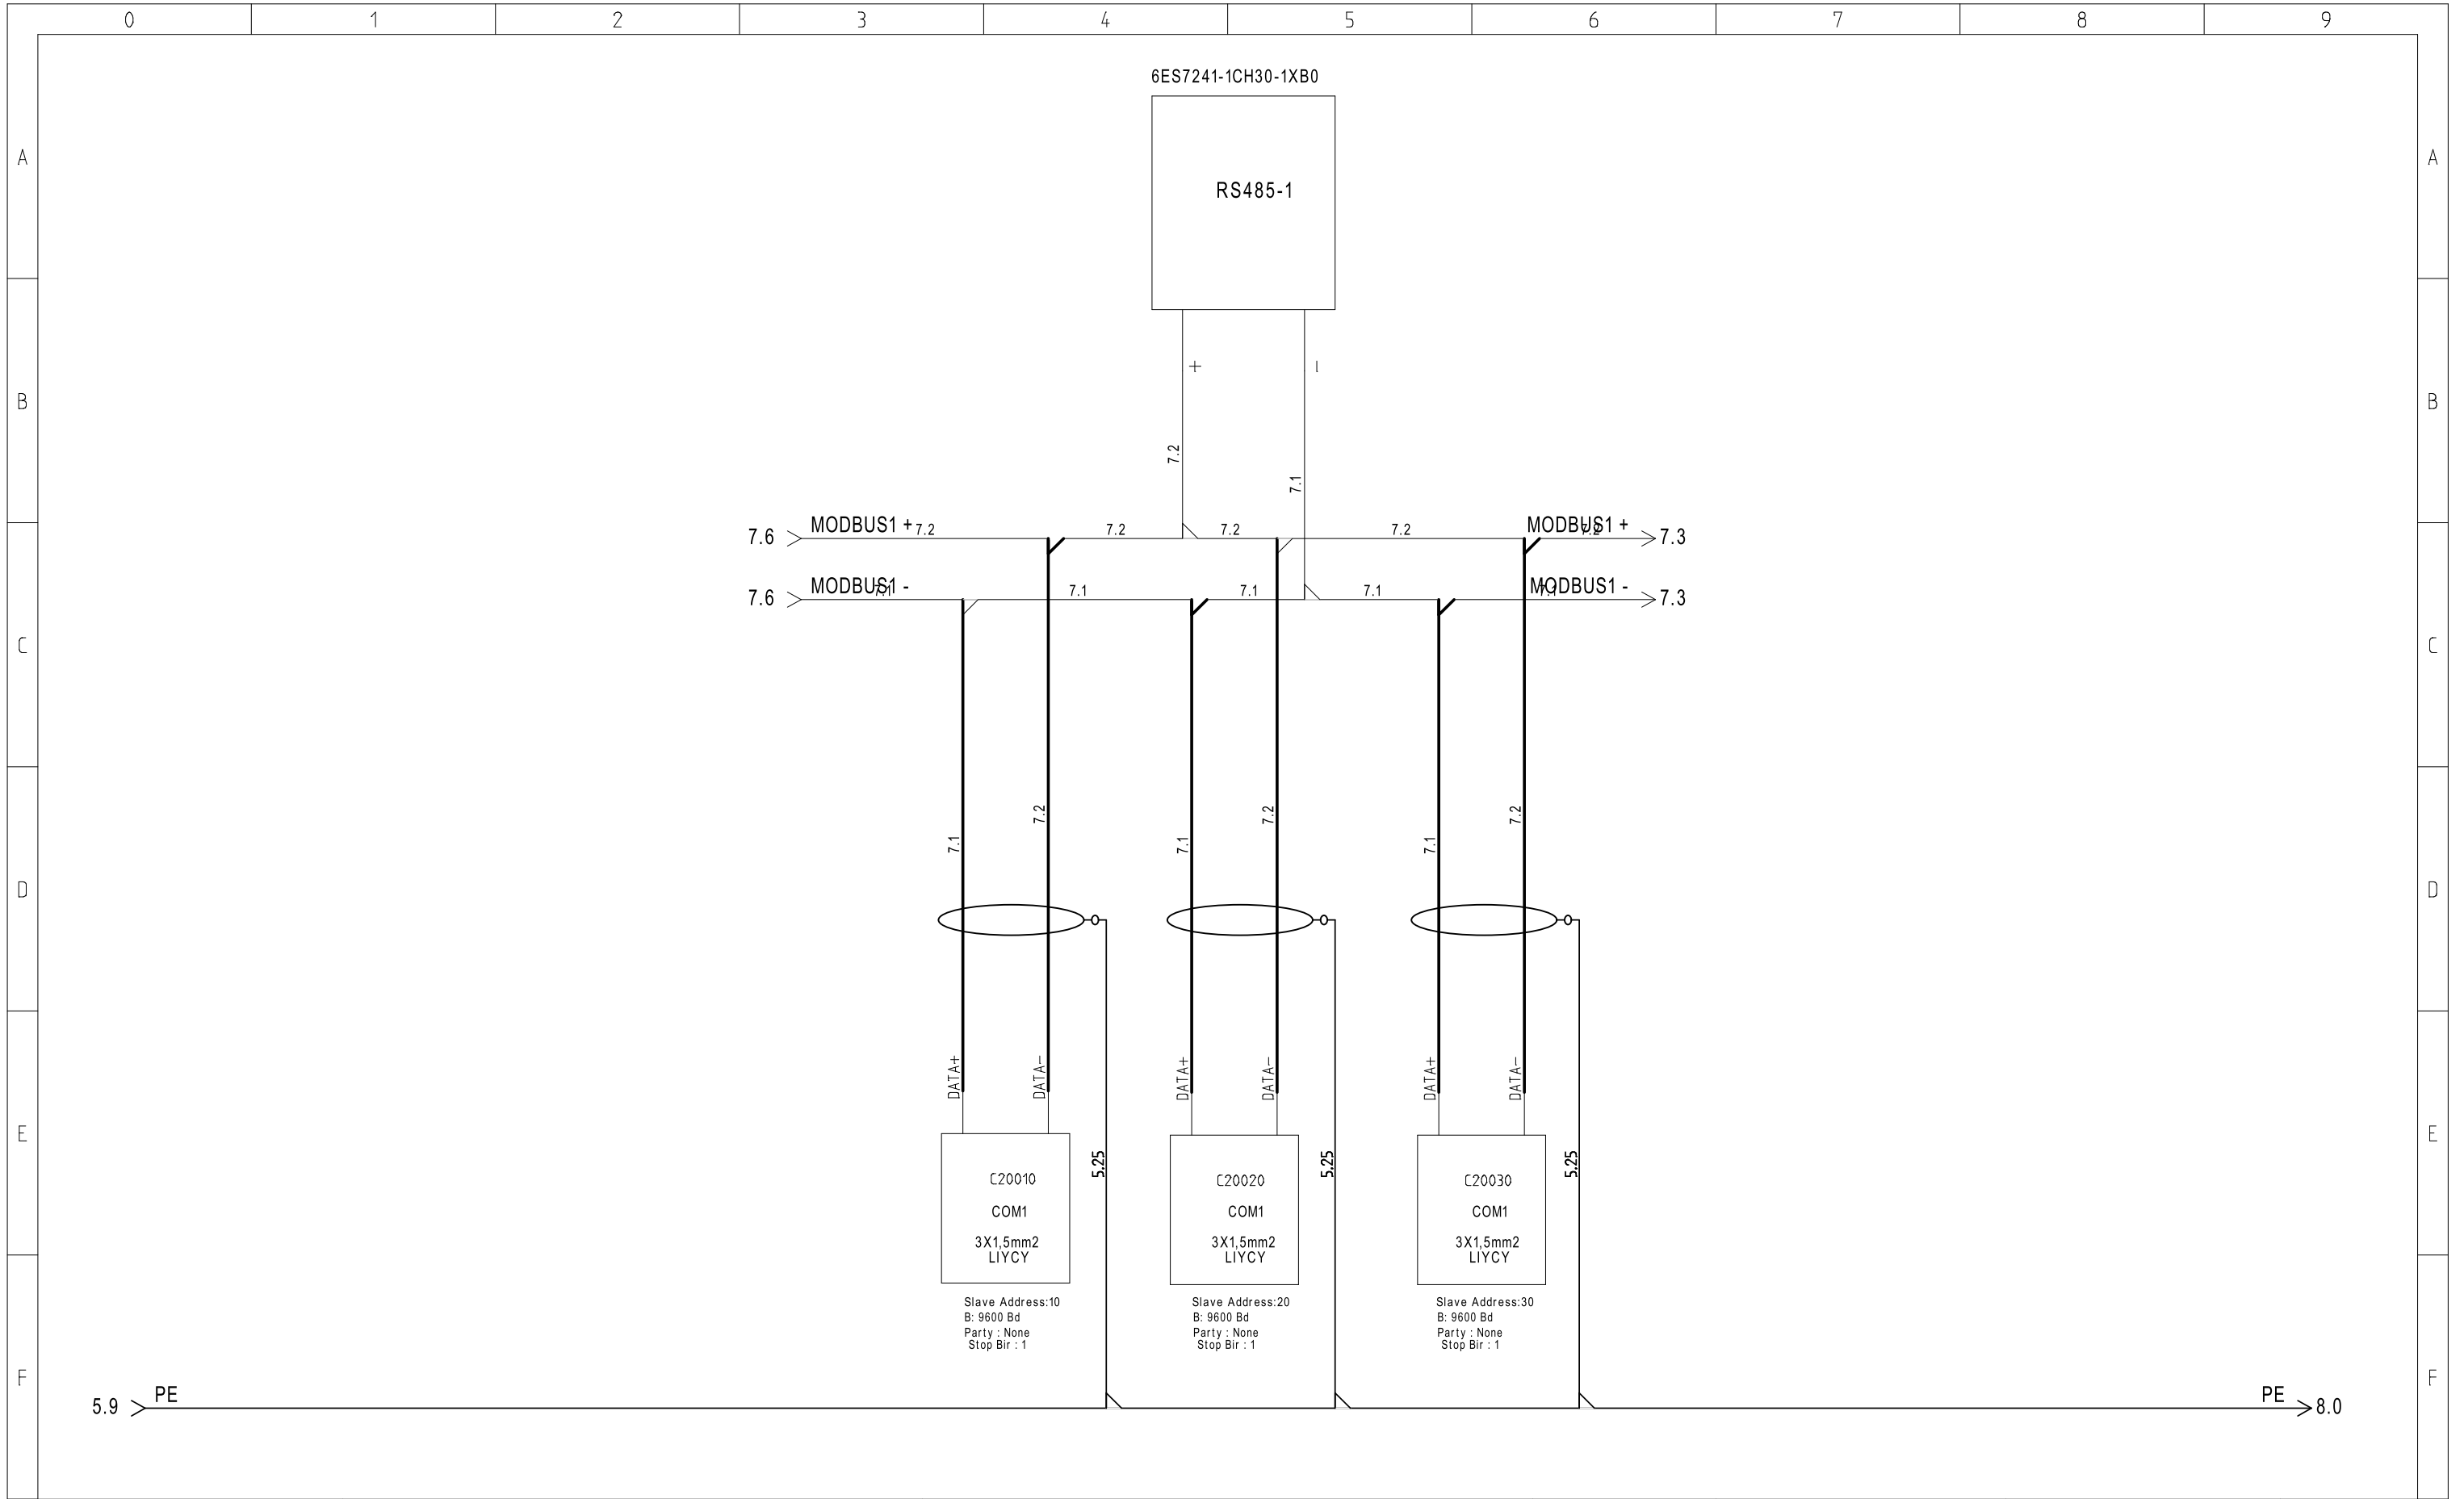 0 1 2 3 4 5 6 7 8 9
6ES7241-1CH30-1XB0
A A
RS485-1
+ -
B B
7.2
7.1
7.6 MODBUS1 + 7.2 7.2 7.2 7.2 MODBUS1 + 7.2 7.3
7.6 MODBUS1 - 7.1 7.1 7.1 7.1 MODBUS1 - 7.1 7.3
C C
7.2 7.2 7.2
7.1 7.1 7.1
D D
DATA+ DATA- DATA+ DATA- DATA+ DATA-
E E
5.25 5.25 5.25
C20010 C20020 C20030
COM1 COM1 COM1
3X1,5mm2 3X1,5mm2 3X1,5mm2
LIYCY LIYCY LIYCY
Slave Address:10 Slave Address:20 Slave Address:30
B: 9600 Bd B: 9600 Bd B: 9600 Bd
Party : None Party : None Party : None
Stop Bir : 1 Stop Bir : 1 Stop Bir : 1
F F
5.9 PE PE 8.0